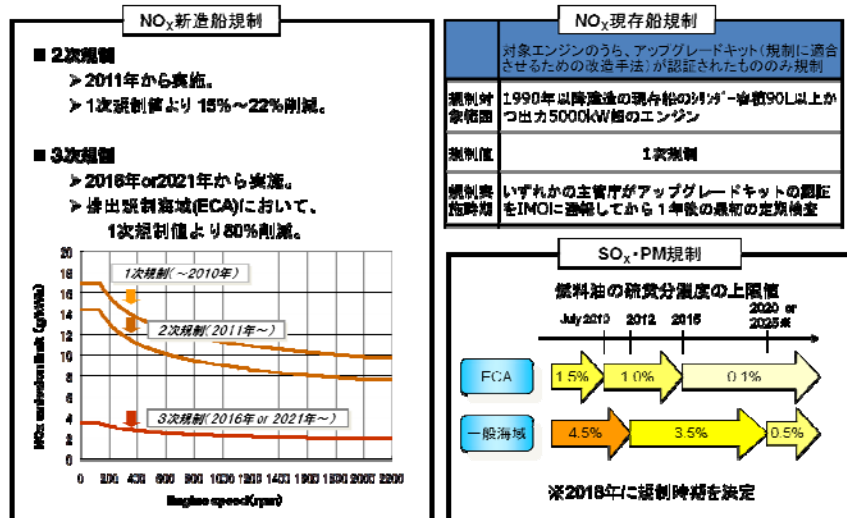 NOX新造船規制
■ 2次規制
➢2011年から実施。
➢1次規制値より 15%～22%削減。
■ 3次規制
➢2016年or2021年から実施。
➢排出規制海域(ECA)において、
1次規制値より80%削減。
NOx emission limit (g/kWh)
20
18
16
14
12
10
8
6
4
2
0
1次規制(～2010年)
2次規制(2011年～)
3次規制(2016年 or 2021年～)
0 200 400 600 800 1000 1200 1400 1600 1800 2000 2200
Engine speed(rpm)
NOX現存船規制
対象エンジンのうち、アップグレードキット(規制に適合
させるための改造手法)が認証されたもののみ規制
規制対
象範囲
1990年以降建造の現存船のシリンダー容積90L以上か
つ出力5000kW超のエンジン
規制値
1次規制
規制実
施時期
いずれかの主管庁がアップグレードキットの認証
をIMOに通報してから1年後の最初の定期検査
SOX・PM規制
燃料油の硫黄分濃度の上限値
July 2010 2012 2015 2020 or
2025※
ECA 1.5% 1.0% 0.1%
一般海域 4.5% 3.5% 0.5%
※2018年に規制時期を決定